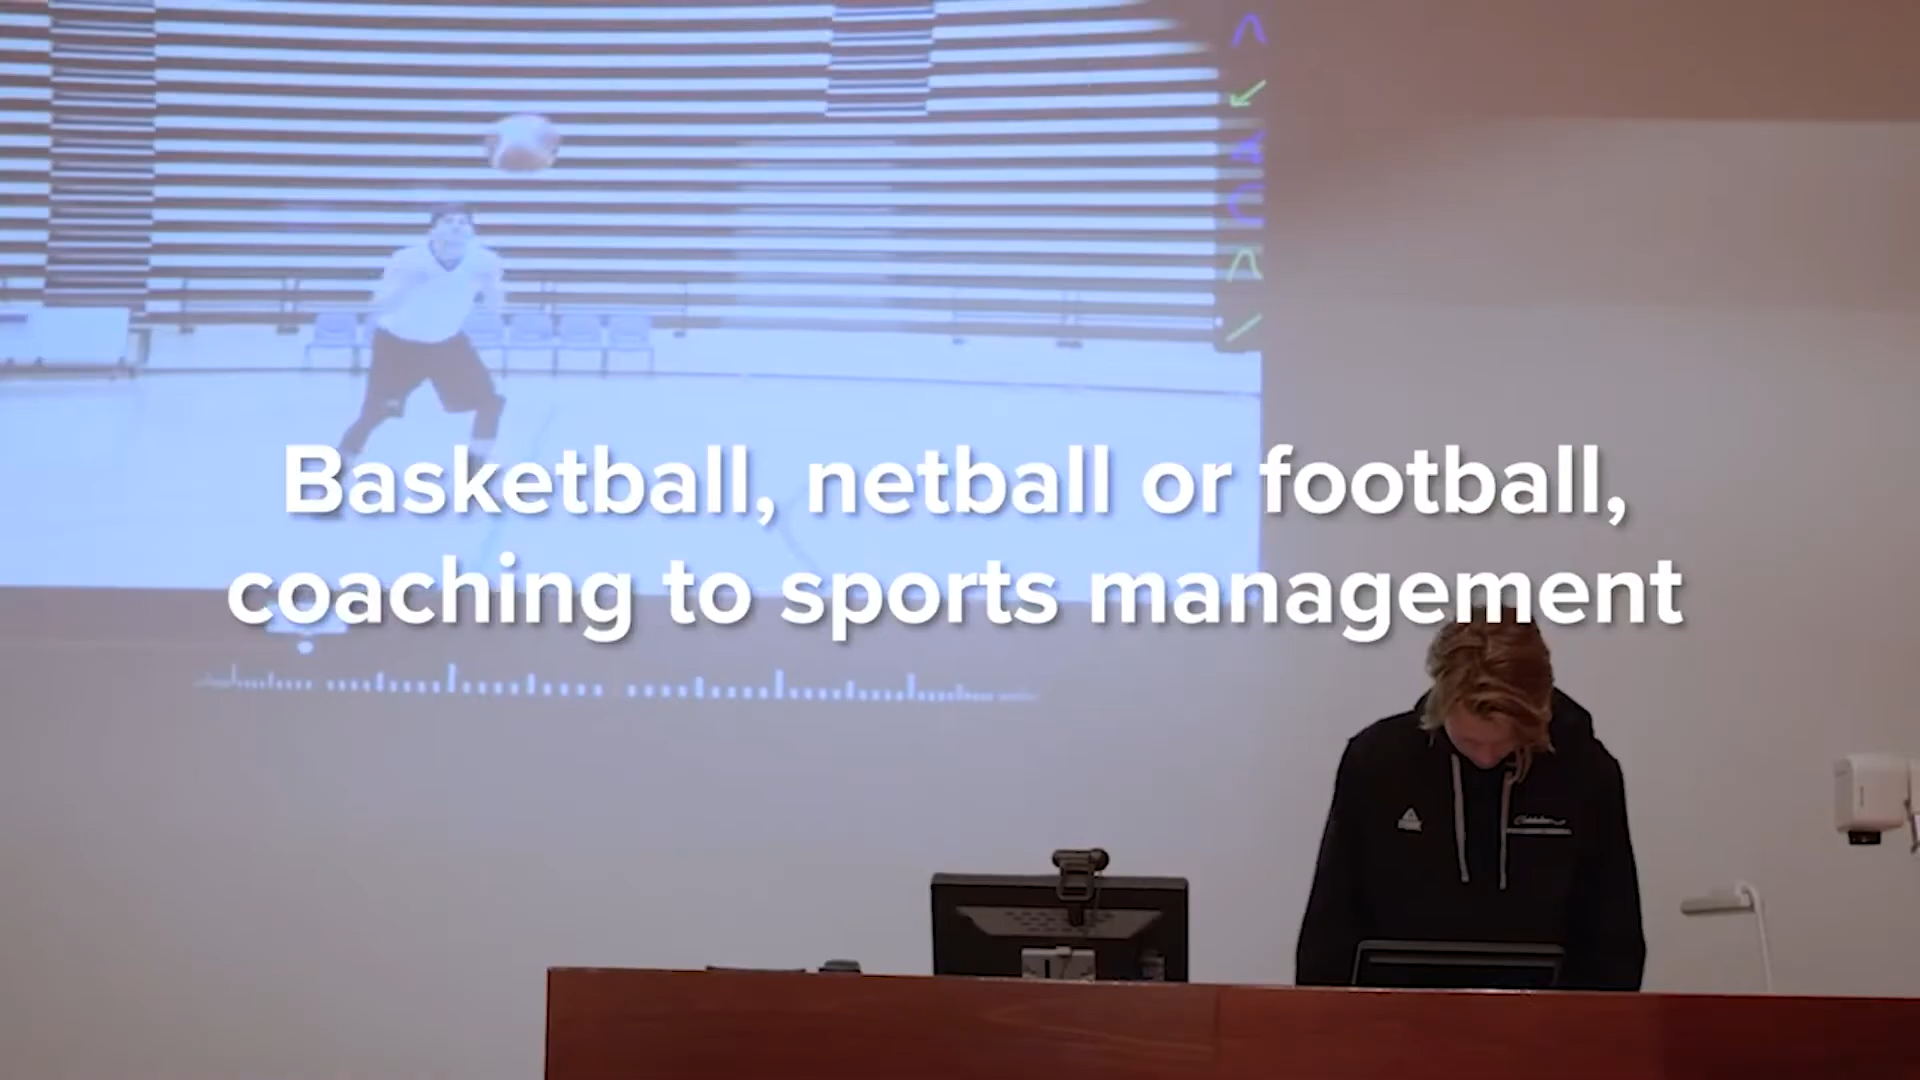 Basketball, netball or football,
coaching to sports management